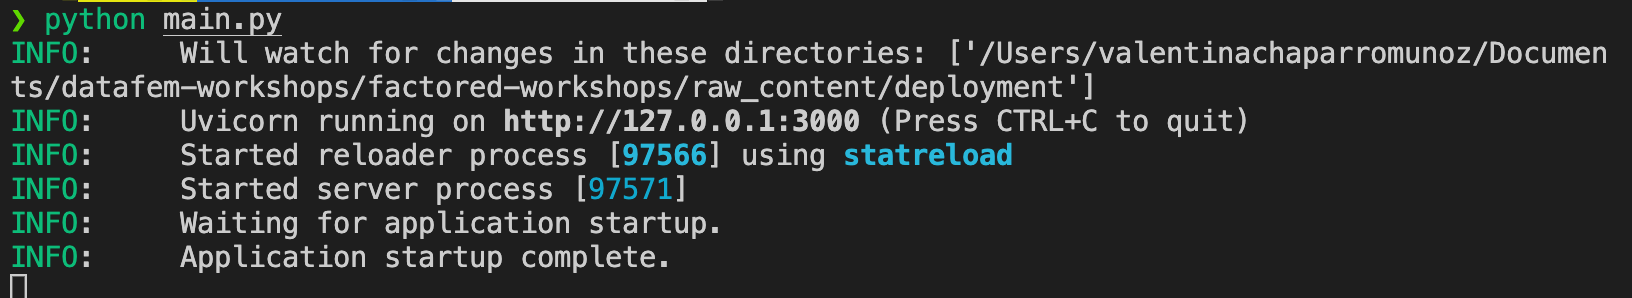 ❯ python main.py
INFO:     Will watch for changes in these directories: ['/Users/valentinachaparromunoz/Documen
ts/datafem-workshops/factored-workshops/raw_content/deployment']
INFO:     Uvicorn running on http://127.0.0.1:3000 (Press CTRL+C to quit)
INFO:     Started reloader process [97566] using statreload
INFO:     Started server process [97571]
INFO:     Waiting for application startup.
INFO:     Application startup complete.